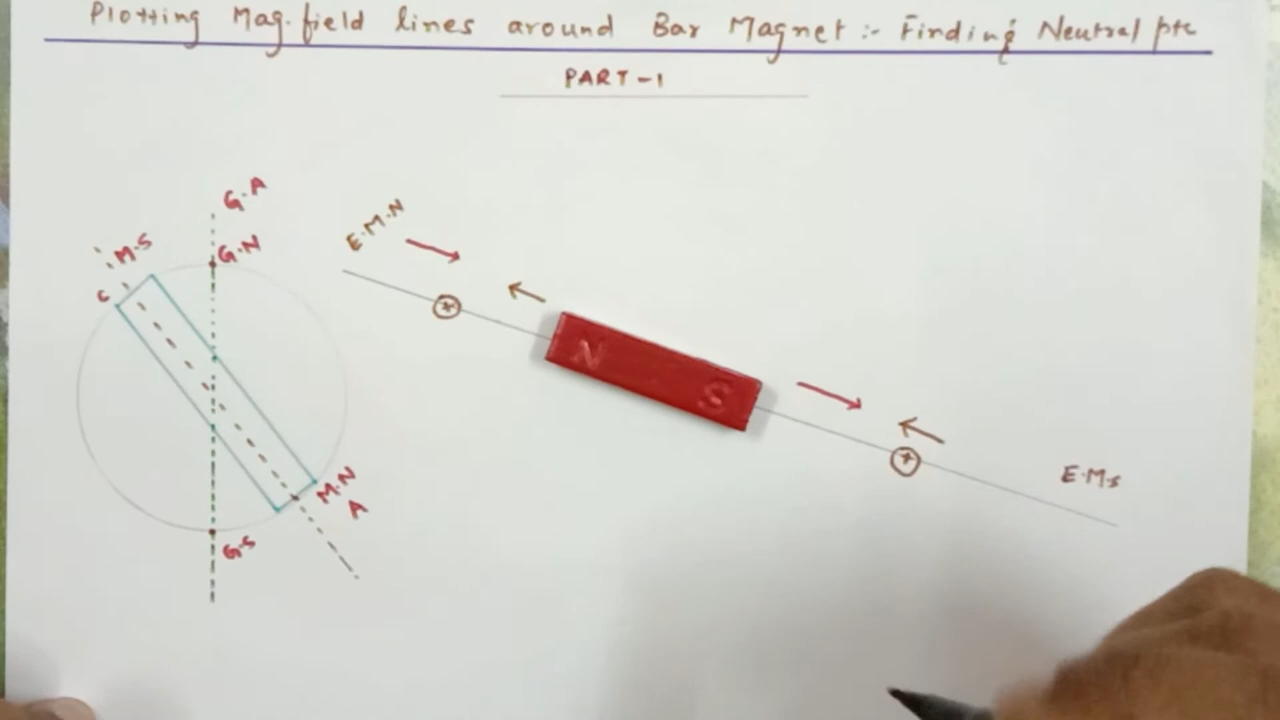 Plotting Mag. field lines around Bar Magnet :- Finding Neutral pts
PART-1
G.A
G.N
M.S
C
E.M.N
N
S
E.M.S
M.N
A
G.S